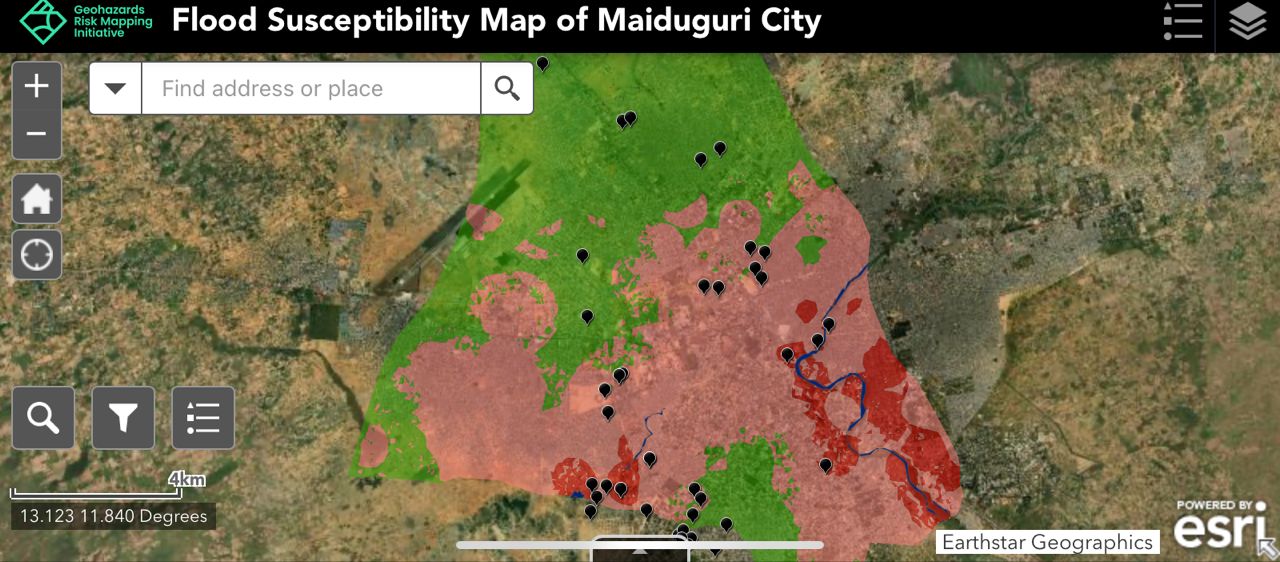 Geohazards
Risk Mapping
Initiative
Flood Susceptibility Map of Maiduguri City
Find address or place
4km
13.123 11.840 Degrees
Earthstar Geographics
POWERED BY
esri